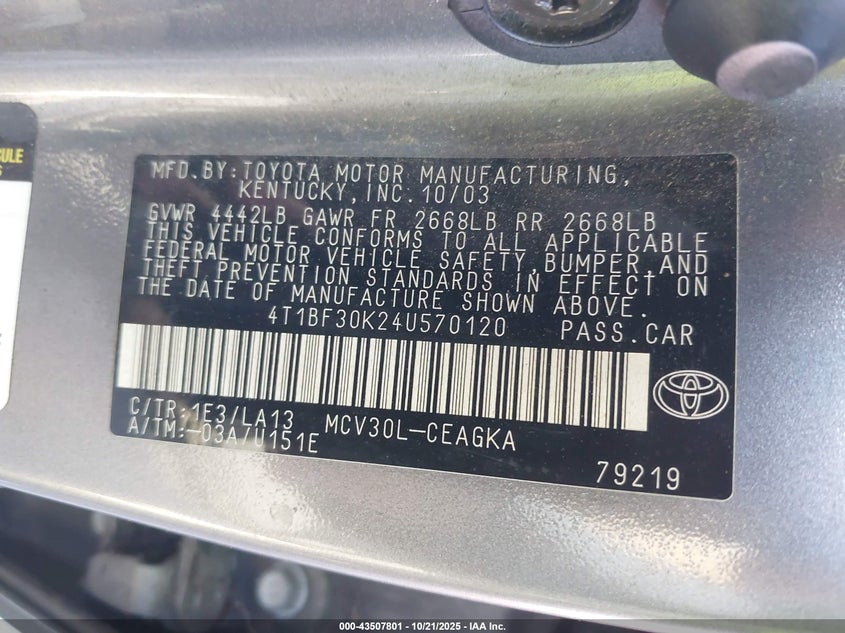 CULE
S
MFD.BY:TOYOTA MOTOR MANUFACTURING,
KENTUCKY,INC.10/03
GVWR 4442LB GAWR FR 2668LB RR 2668LB
THIS VEHICLE CONFORMS TO ALL APPLICABLE
FEDERAL MOTOR VEHICLE SAFETY,BUMPER,AND
THEFT PREVENTION STANDARDS IN EFFECT ON
THE DATE OF MANUFACTURE SHOWN ABOVE.
4T1BF30K24U570120 PASS.CAR
C/TR:1E3/LA13 MCV30L-CEAGKA
A/TM:-03A/U151E
79219
000-43507801 - 10/21/2025 - IAA Inc.